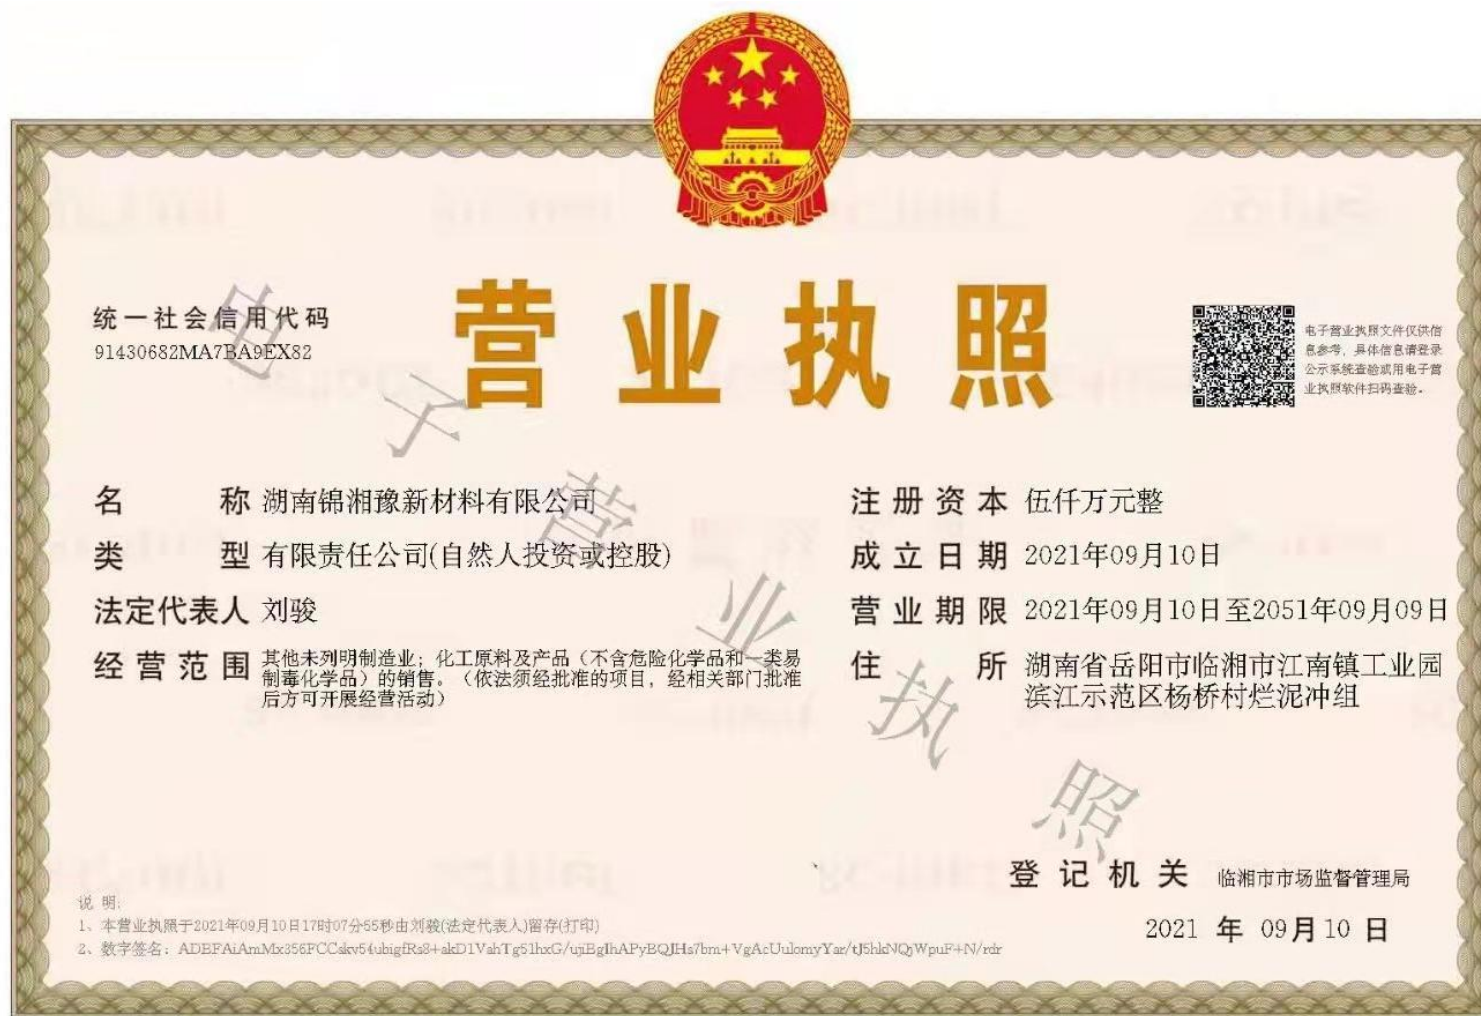 营业执照
统一社会信用代码
91430682MA7BA9EX82
电子营业执照文件仅供信
息参考，具体信息请登录
公示系统查验或用电子营
业执照软件扫码查验。
名称 湖南锦湘豫新材料有限公司
类型 有限责任公司(自然人投资或控股)
法定代表人 刘骏
经营范围 其他未列明制造业；化工原料及产品（不含危险化学品和一类易
制毒化学品）的销售。（依法须经批准的项目，经相关部门批准
后方可开展经营活动）
注册资本 伍仟万元整
成立日期 2021年09月10日
营业期限 2021年09月10日至2051年09月09日
住所 湖南省岳阳市临湘市江南镇工业园
滨江示范区杨桥村烂泥冲组
电子营业执照
登记机关 临湘市市场监督管理局
2021 年 09月10 日
说明：
1、本营业执照于2021年09月10日17时07分55秒由刘骏(法定代表人)留存(打印)
2、数字签名：